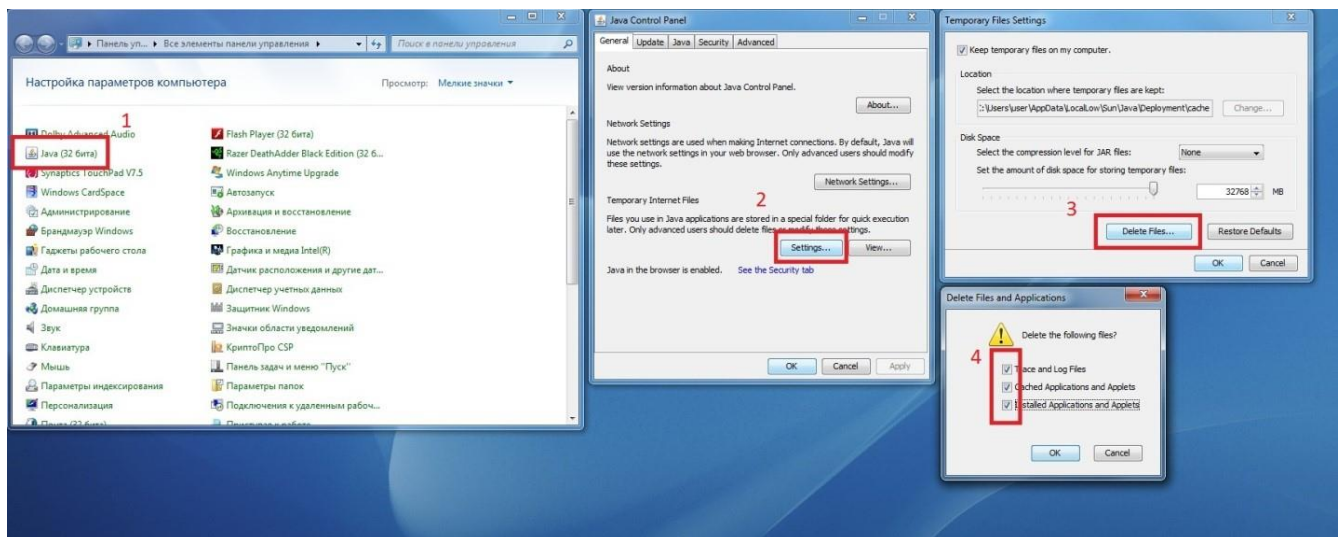 Панель уп... ▸ Все элементы панели управления ▸
Поиск в панели управления
Настройка параметров компьютера
Просмотр: Мелкие значки
1
Dolby Advanced Audio
Java (32 бита)
Synaptics TouchPad V7.5
Windows CardSpace
Администрирование
Брандмауэр Windows
Гаджеты рабочего стола
Дата и время
Диспетчер устройств
Домашняя группа
Звук
Клавиатура
Мышь
Параметры индексирования
Персонализация
Почта (32 бита)
Flash Player (32 бита)
Razer DeathAdder Black Edition (32 б...
Windows Anytime Upgrade
Автозапуск
Архивация и восстановление
Восстановление
Графика и медиа Intel(R)
Датчик расположения и другие дат...
Диспетчер учетных данных
Защитник Windows
Значки области уведомлений
КриптоПро CSP
Панель задач и меню "Пуск"
Параметры папок
Подключения к удаленным рабоч...
Java Control Panel
General Update Java Security Advanced
About
View version information about Java Control Panel.
About...
Network Settings
Network settings are used when making Internet connections. By default, Java will
use the network settings in your web browser. Only advanced users should modify
these settings.
Network Settings...
2
Temporary Internet Files
Files you use in Java applications are stored in a special folder for quick execution
later. Only advanced users should delete files or modify these settings.
Settings... View...
Java in the browser is enabled. See the Security tab
OK Cancel Apply
Temporary Files Settings
Keep temporary files on my computer.
Location
Select the location where temporary files are kept:
:\Users\user\AppData\LocalLow\Sun\Java\Deployment\cache Change...
Disk Space
Select the compression level for JAR files: None
Set the amount of disk space for storing temporary files:
32768 MB
3
Delete Files... Restore Defaults
OK Cancel
Delete Files and Applications
Delete the following files?
4
Trace and Log Files
Cached Applications and Applets
Installed Applications and Applets
OK Cancel